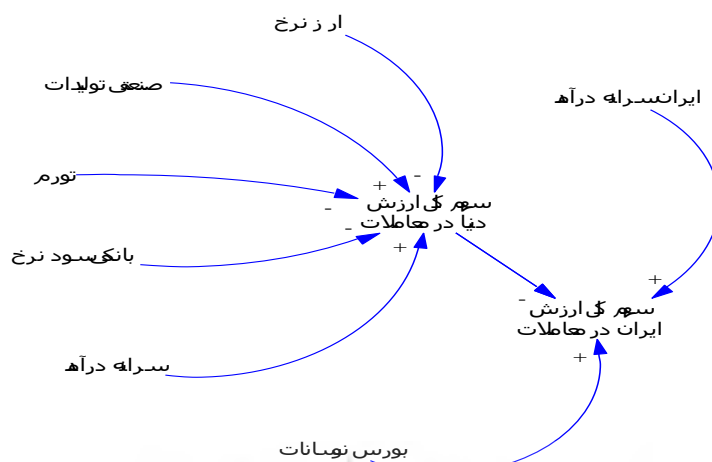 ارز نرخ
صنعتی تولیدات
ایران سرانه درآمد
تورم
-
+
-
سهم کل ارزش
دنیا در معاملات
-
+
بانکی سود نرخ
+
-
سهم کل ارزش
ایران در معاملات
+
سرانه درآمد
بورس نوسانات